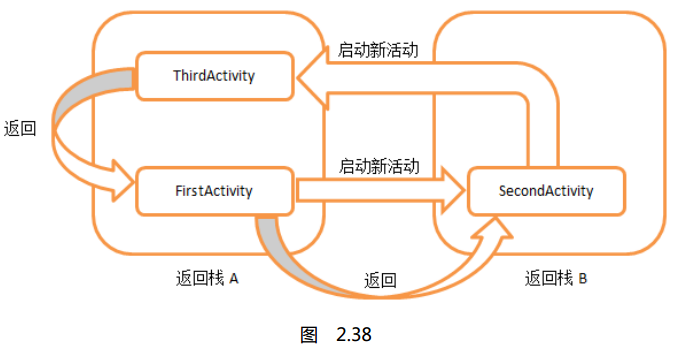 启动新活动
ThirdActivity
返回
启动新活动
FirstActivity
SecondActivity
返回栈 A
返回
返回栈 B
图 2.38